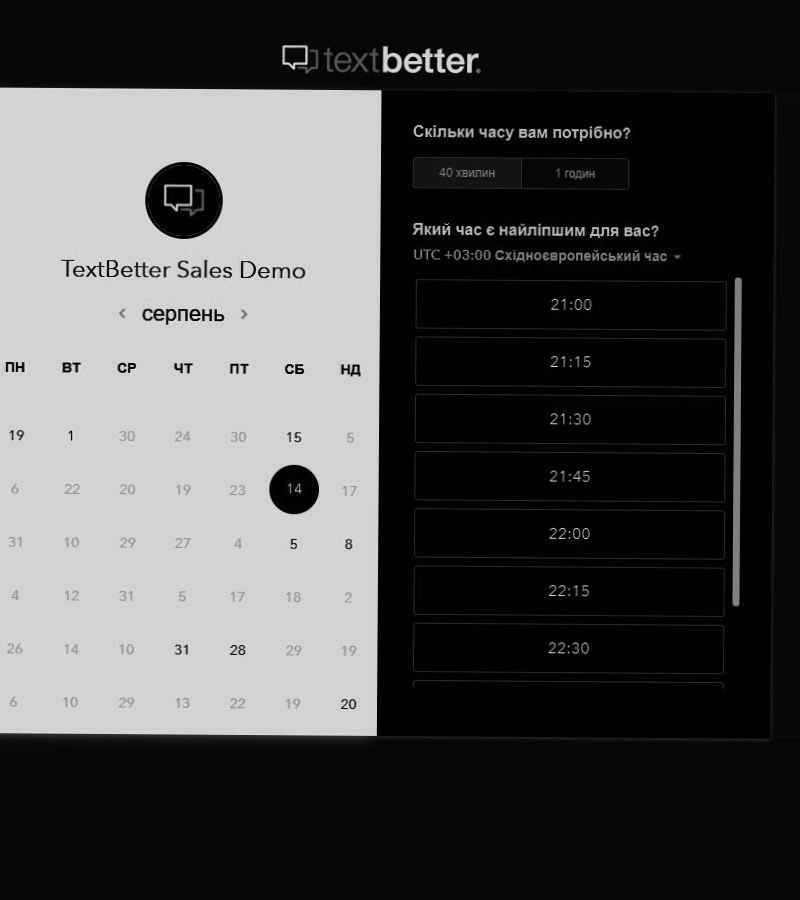 textbetter.
TextBetter Sales Demo
серпень
ПН ВТ СР ЧТ ПТ СБ НД
19 1 30 24 30 15 5
6 22 20 19 23 14 17
31 10 29 27 4 5 8
4 12 31 5 17 18 2
26 14 10 31 28 29 19
6 10 29 13 22 19 20
Скільки часу вам потрібно?
40 хвилин 1 годин
Який час є найліпшим для вас?
UTC +03:00 Східноєвропейський час
21:00
21:15
21:30
21:45
22:00
22:15
22:30